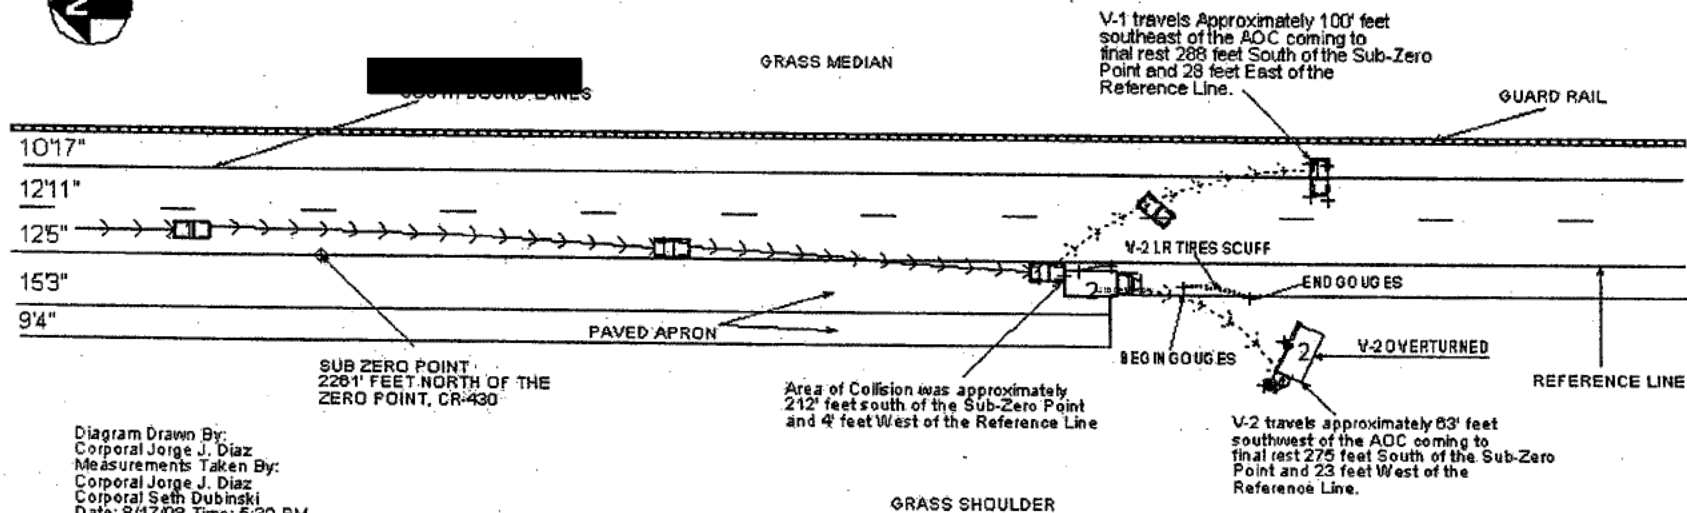 2
V-1 travels Approximately 100' feet
southeast of the AOC coming to
final rest 288 feet South of the Sub-Zero
Point and 28 feet East of the
Reference Line.
GRASS MEDIAN
GUARD RAIL
LANES
10'17"
12'11"
125"
153"
9'4"
V-2 LR TIRES SCUFF
2
END GOUGES
PAVED APRON
BEGIN GOUGES
2
V-2 OVERTURNED
REFERENCE LINE
SUB ZERO POINT
2261' FEET NORTH OF THE
ZERO POINT, CR-430
Area of Collision was approximately
212' feet south of the Sub-Zero Point
and 4' feet West of the Reference Line
V-2 travels approximately 63' feet
southwest of the AOC coming to
final rest 275 feet South of the Sub-Zero
Point and 23 feet West of the
Reference Line.
Diagram Drawn By:
Corporal Jorge J. Diaz
Measurements Taken By:
Corporal Jorge J. Diaz
Corporal Seth Dubinski
GRASS SHOULDER